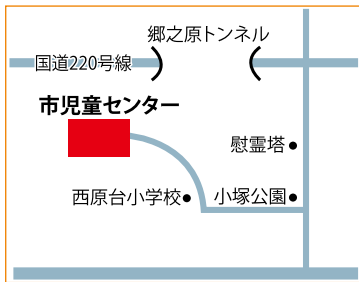 郷之原トンネル
国道220号線
市児童センター
慰霊塔
西原台小学校
小塚公園